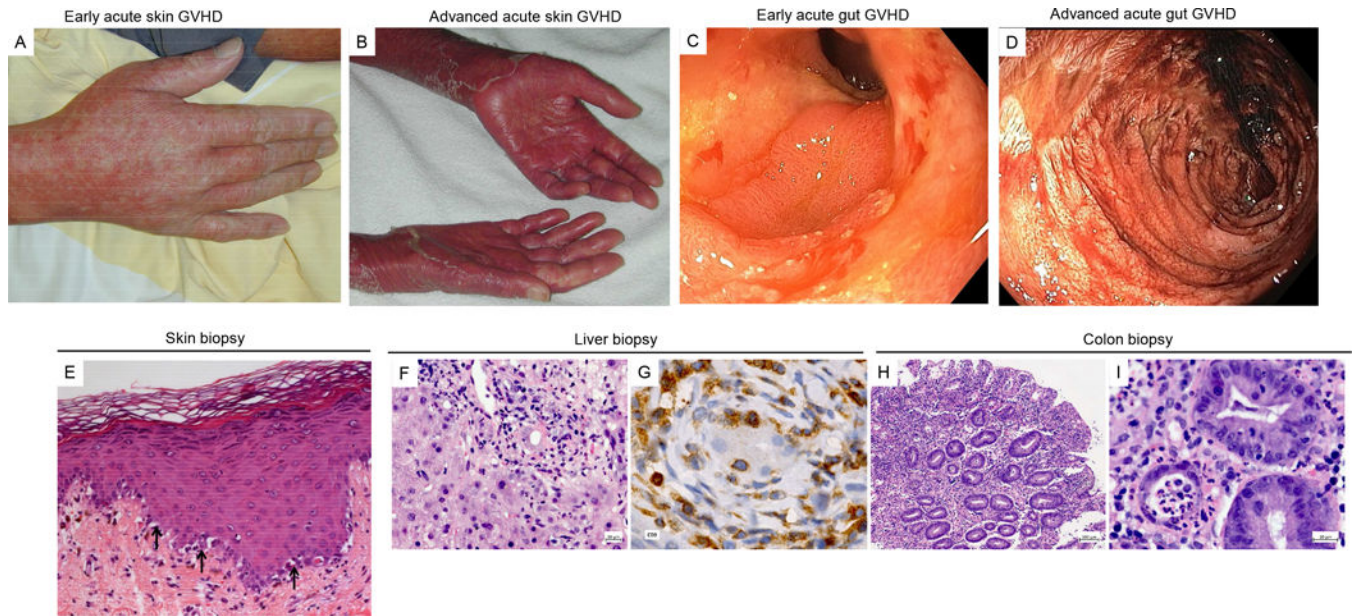 Early acute skin GVHD
Advanced acute skin GVHD
Early acute gut GVHD
Advanced acute gut GVHD
A
B
C
D
Skin biopsy
Liver biopsy
Colon biopsy
E
F
G
H
I